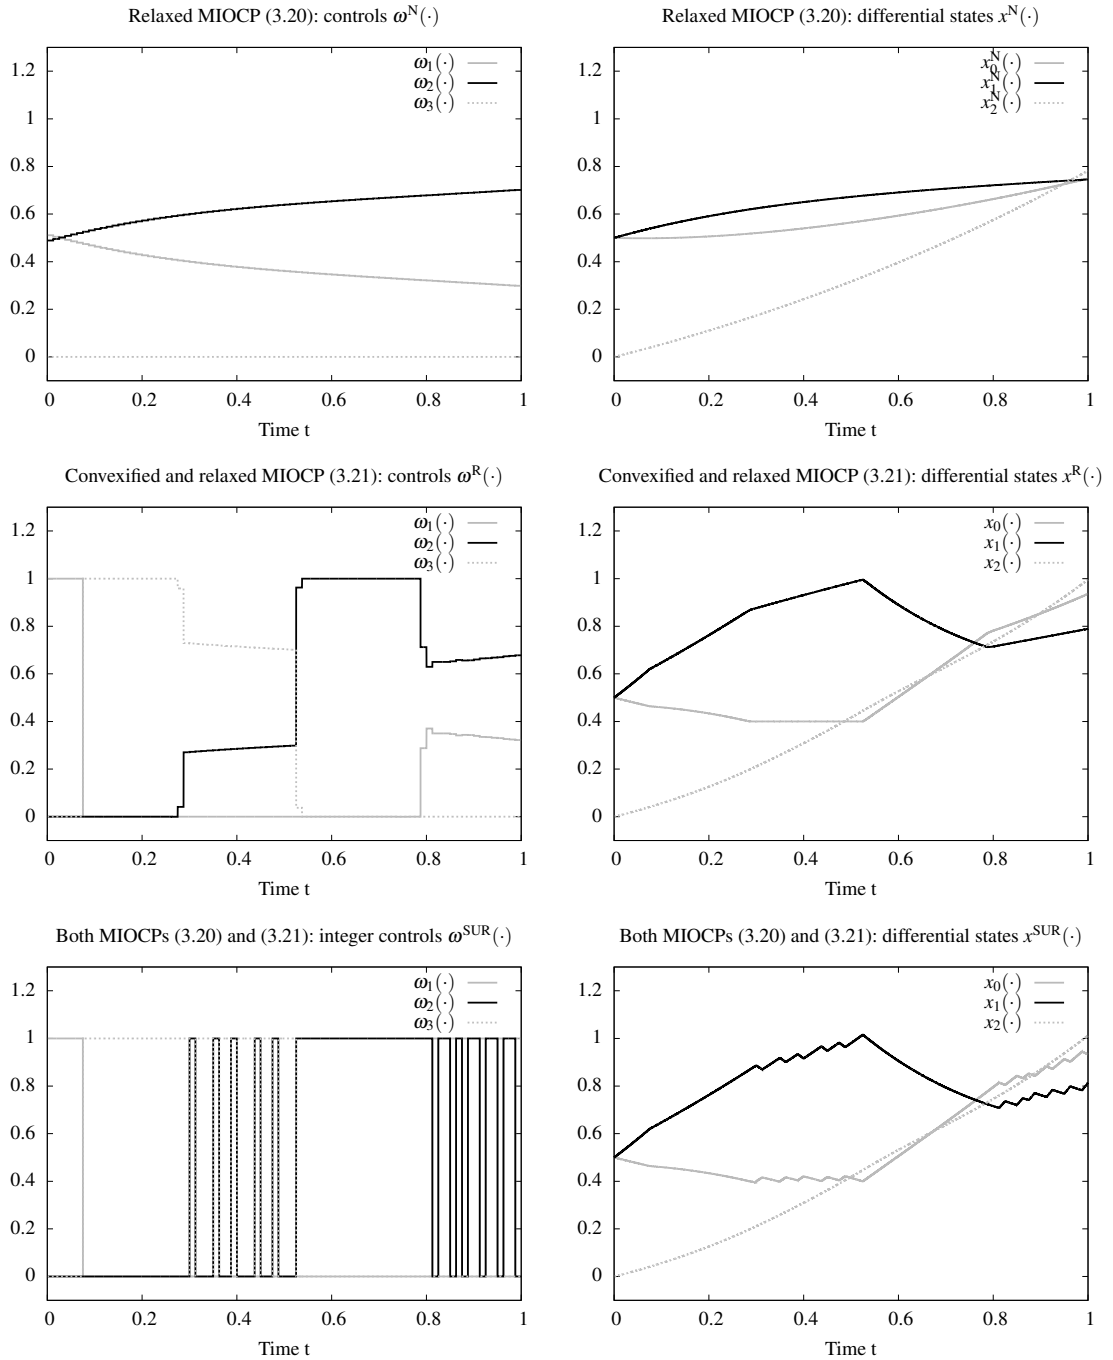 Relaxed MIOCP (3.20): controls ω^N(·)
1.2
1
0.8
0.6
0.4
0.2
0
0 0.2 0.4 0.6 0.8 1
Time t
ω₁(·)
ω₂(·)
ω₃(·)
Relaxed MIOCP (3.20): differential states x^N(·)
1.2
1
0.8
0.6
0.4
0.2
0
0 0.2 0.4 0.6 0.8 1
Time t
x₀^N(·)
x₁^N(·)
x₂^N(·)
Convexified and relaxed MIOCP (3.21): controls ω^R(·)
1.2
1
0.8
0.6
0.4
0.2
0
0 0.2 0.4 0.6 0.8 1
Time t
ω₁(·)
ω₂(·)
ω₃(·)
Convexified and relaxed MIOCP (3.21): differential states x^R(·)
1.2
1
0.8
0.6
0.4
0.2
0
0 0.2 0.4 0.6 0.8 1
Time t
x₀(·)
x₁(·)
x₂(·)
Both MIOCPs (3.20) and (3.21): integer controls ω^SUR(·)
1.2
1
0.8
0.6
0.4
0.2
0
0 0.2 0.4 0.6 0.8 1
Time t
ω₁(·)
ω₂(·)
ω₃(·)
Both MIOCPs (3.20) and (3.21): differential states x^SUR(·)
1.2
1
0.8
0.6
0.4
0.2
0
0 0.2 0.4 0.6 0.8 1
Time t
x₀(·)
x₁(·)
x₂(·)